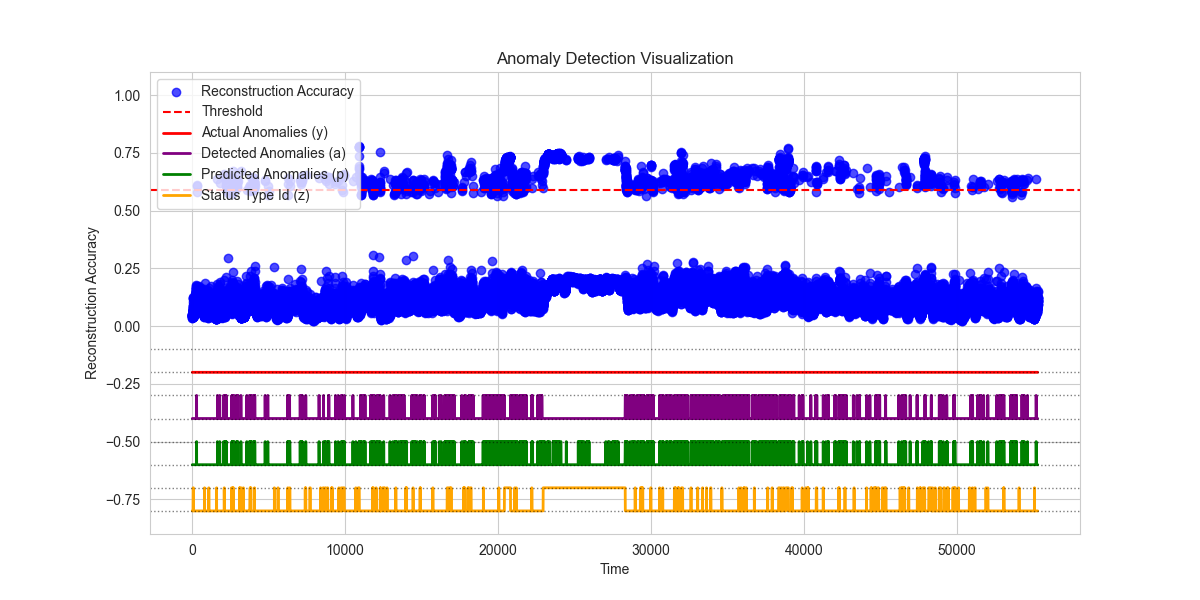 Anomaly Detection Visualization
Reconstruction Accuracy
Threshold
Actual Anomalies (y)
Detected Anomalies (a)
Predicted Anomalies (p)
Status Type Id (z)
1.00
0.75
0.50
0.25
0.00
−0.25
−0.50
−0.75
Reconstruction Accuracy
0
10000
20000
30000
40000
50000
Time